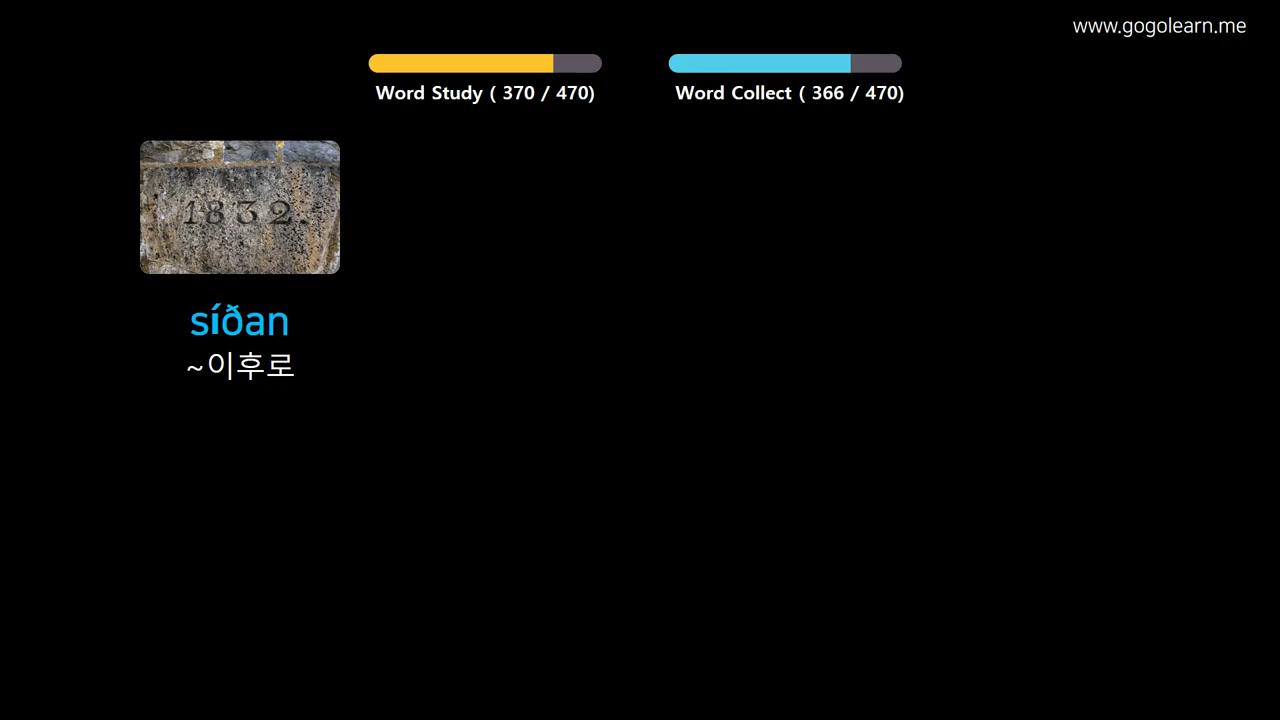 www.gogolearn.me
Word Study ( 370 / 470)
Word Collect ( 366 / 470)
1832.
síðan
~이후로